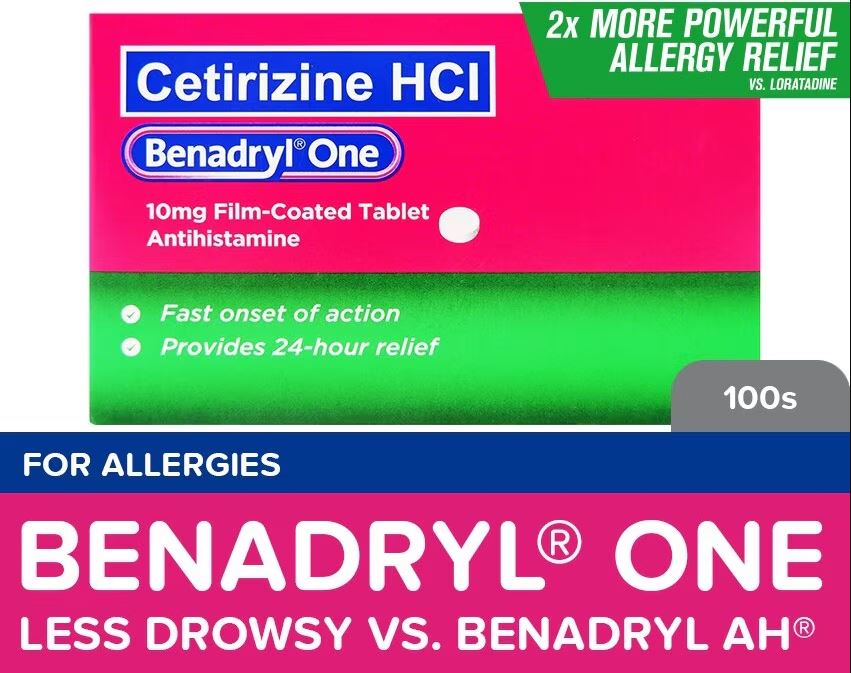 2x MORE POWERFUL
ALLERGY RELIEF
VS. LORATADINE
Cetirizine HCl
Benadryl® One
10mg Film-Coated Tablet
Antihistamine
Fast onset of action
Provides 24-hour relief
100s
FOR ALLERGIES
BENADRYL® ONE
LESS DROWSY VS. BENADRYL AH®